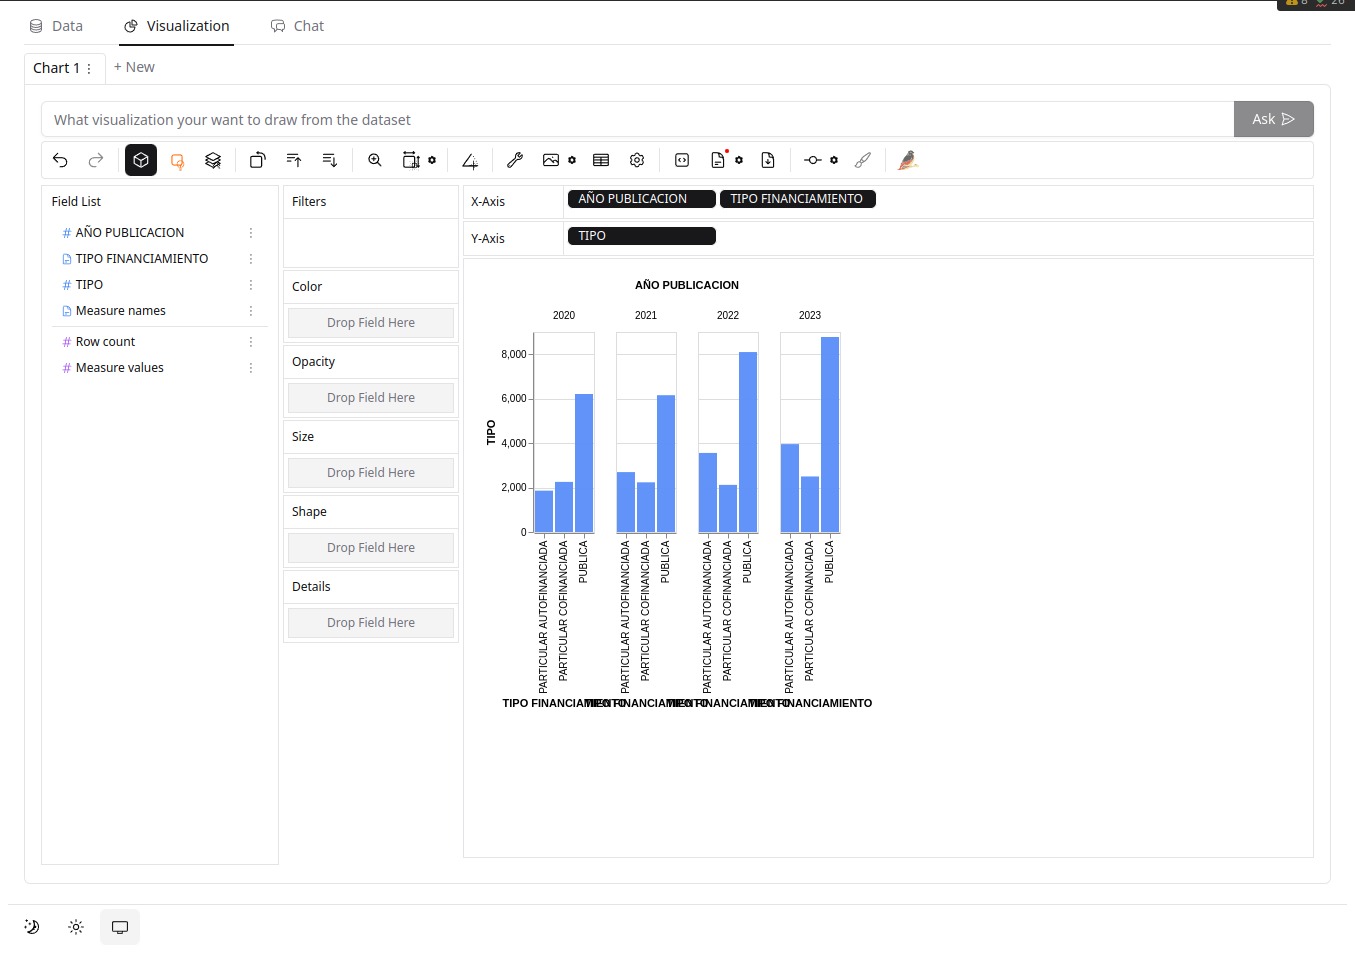 Data Visualization Chat
Chart 1 + New
What visualization your want to draw from the dataset
Ask
Field List
# AÑO PUBLICACION
TIPO FINANCIAMIENTO
# TIPO
Measure names
# Row count
# Measure values
Filters
Color
Drop Field Here
Opacity
Drop Field Here
Size
Drop Field Here
Shape
Drop Field Here
Details
Drop Field Here
X-Axis AÑO PUBLICACION TIPO FINANCIAMIENTO
Y-Axis TIPO
AÑO PUBLICACION
2020 2021 2022 2023
TIPO
8,000
6,000
4,000
2,000
0
PARTICULAR AUTOFINANCIADA
PARTICULAR COFINANCIADA
PUBLICA
PARTICULAR AUTOFINANCIADA
PARTICULAR COFINANCIADA
PUBLICA
PARTICULAR AUTOFINANCIADA
PARTICULAR COFINANCIADA
PUBLICA
PARTICULAR AUTOFINANCIADA
PARTICULAR COFINANCIADA
PUBLICA
TIPO FINANCIAMIENTO TIPO FINANCIAMIENTO TIPO FINANCIAMIENTO TIPO FINANCIAMIENTO